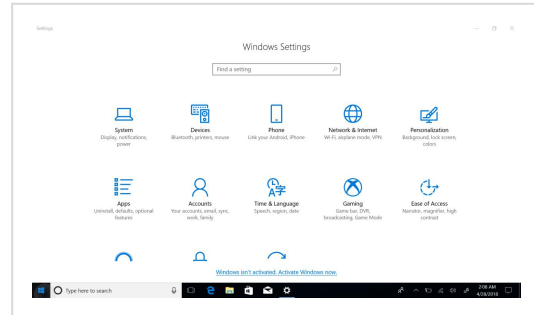 Settings
Windows Settings
Find a setting
System
Display, notifications,
power
Devices
Bluetooth, printers, mouse
Phone
Link your Android, iPhone
Network & Internet
Wi-Fi, airplane mode, VPN
Personalization
Background, lock screen,
colors
Apps
Uninstall, defaults, optional
features
Accounts
Your accounts, email, sync,
work, family
Time & Language
Speech, region, date
Gaming
Game bar, DVR,
broadcasting, Game Mode
Ease of Access
Narrator, magnifier, high
contrast
Windows isn't activated. Activate Windows now.
Type here to search
2:08 AM
4/28/2018